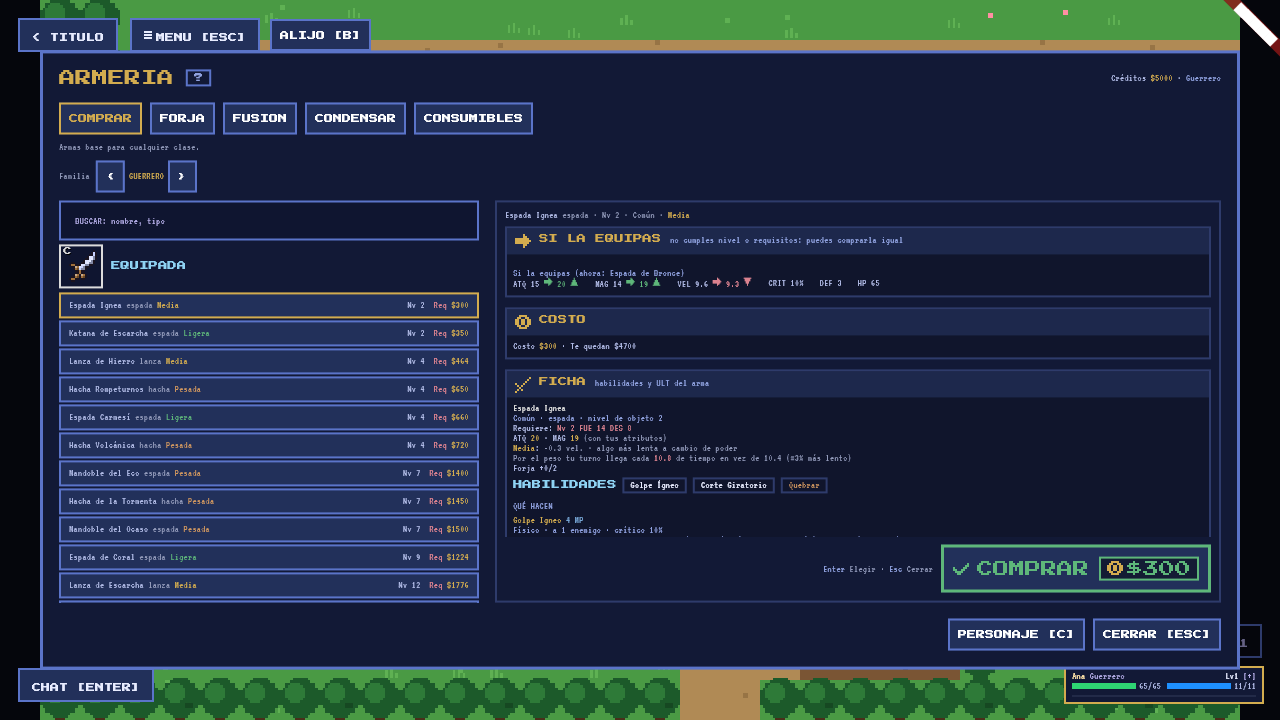 < TITULO
≡MENU [ESC]
ALIJO [B]
ARMERIA
?
Créditos $5000 · Guerrero
COMPRAR
FORJA
FUSION
CONDENSAR
CONSUMIBLES
Armas base para cualquier clase.
Familia < GUERRERO >
BUSCAR: nombre, tipo
C
EQUIPADA
Espada Ígnea espada Media Nv 2 Req $300
Katana de Escarcha espada Ligera Nv 2 Req $350
Lanza de Hierro lanza Media Nv 4 Req $464
Hacha Rompeturnos hacha Pesada Nv 4 Req $650
Espada Carmesí espada Ligera Nv 4 Req $660
Hacha Volcánica hacha Pesada Nv 4 Req $720
Mandoble del Eco espada Pesada Nv 7 Req $1400
Hacha de la Tormenta hacha Pesada Nv 7 Req $1450
Mandoble del Ocaso espada Pesada Nv 7 Req $1500
Espada de Coral espada Ligera Nv 9 Req $1224
Lanza de Escarcha lanza Media Nv 12 Req $1776
Espada Ígnea espada · Nv 2 · Común · Media
SI LA EQUIPAS no cumples nivel o requisitos: puedes comprarla igual
Si la equipas (ahora: Espada de Bronce)
ATQ 15 → 20 ▲ MAG 14 → 19 ▲ VEL 9.6 → 9.3 ▼ CRIT 10% DEF 3 HP 65
COSTO
Costo $300 · Te quedan $4700
FICHA habilidades y ULT del arma
Espada Ígnea
Común · espada · nivel de objeto 2
Requiere: Nv 2 FUE 14 DES 8
ATQ 20 · MAG 19 (con tus atributos)
Media: -0.3 vel. · algo más lenta a cambio de poder
Por el peso tu turno llega cada 10.8 de tiempo en vez de 10.4 (≈3% más lento)
Forja +0/2
HABILIDADES Golpe Ígneo Corte Giratorio Quebrar
QUÉ HACEN
Golpe Ígneo 4 MP
Físico · a 1 enemigo · crítico 10%
Enter Elegir · Esc Cerrar
COMPRAR $300
PERSONAJE [C]
CERRAR [ESC]
1
CHAT [ENTER]
Ana Guerrero Lv1 [+]
65/65 11/11